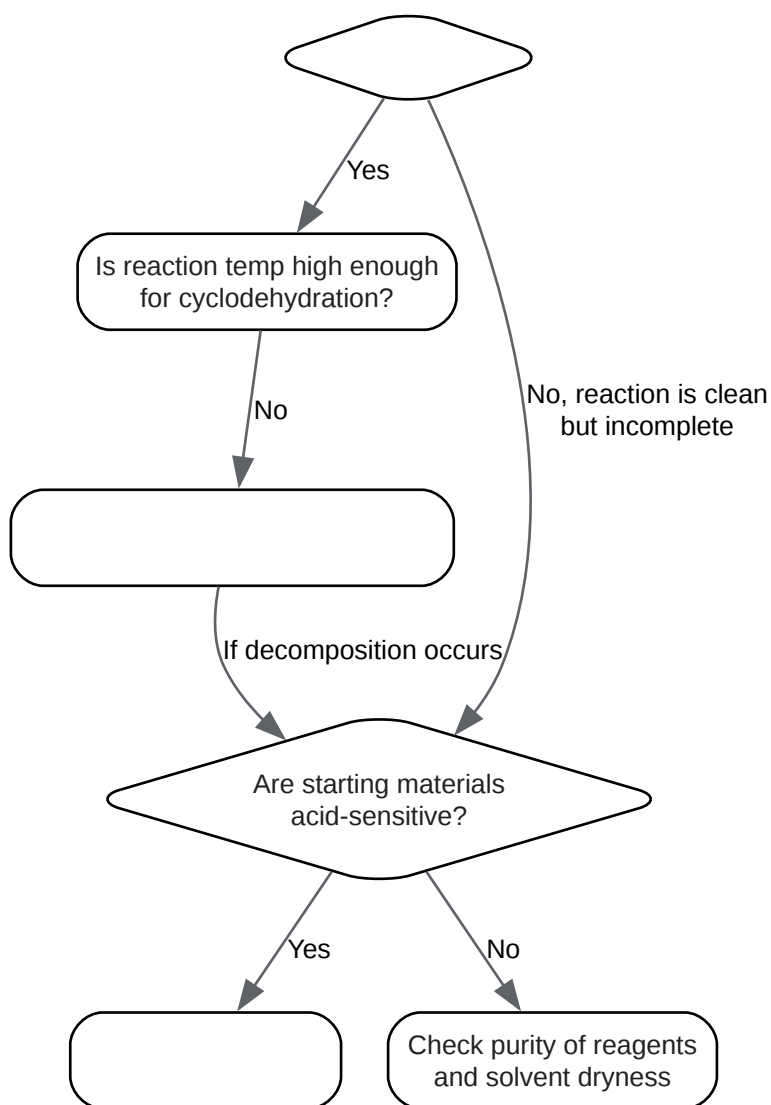 Yes
Is reaction temp high enough
for cyclodehydration?
No
No, reaction is clean
but incomplete
If decomposition occurs
Are starting materials
acid-sensitive?
Yes
No
Check purity of reagents
and solvent dryness